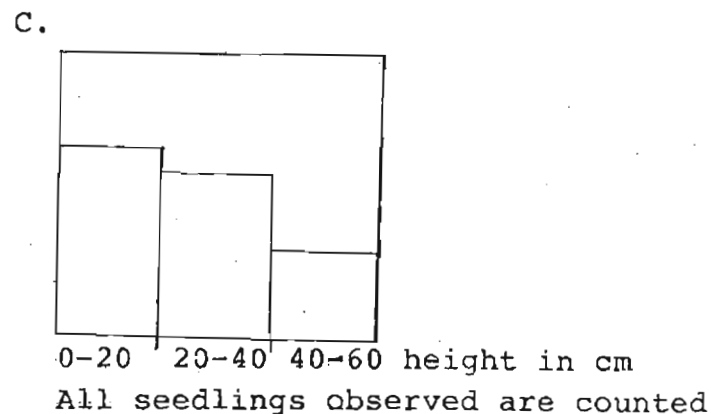 C.
0-20 20-40 40-60 height in cm
All seedlings observed are counted